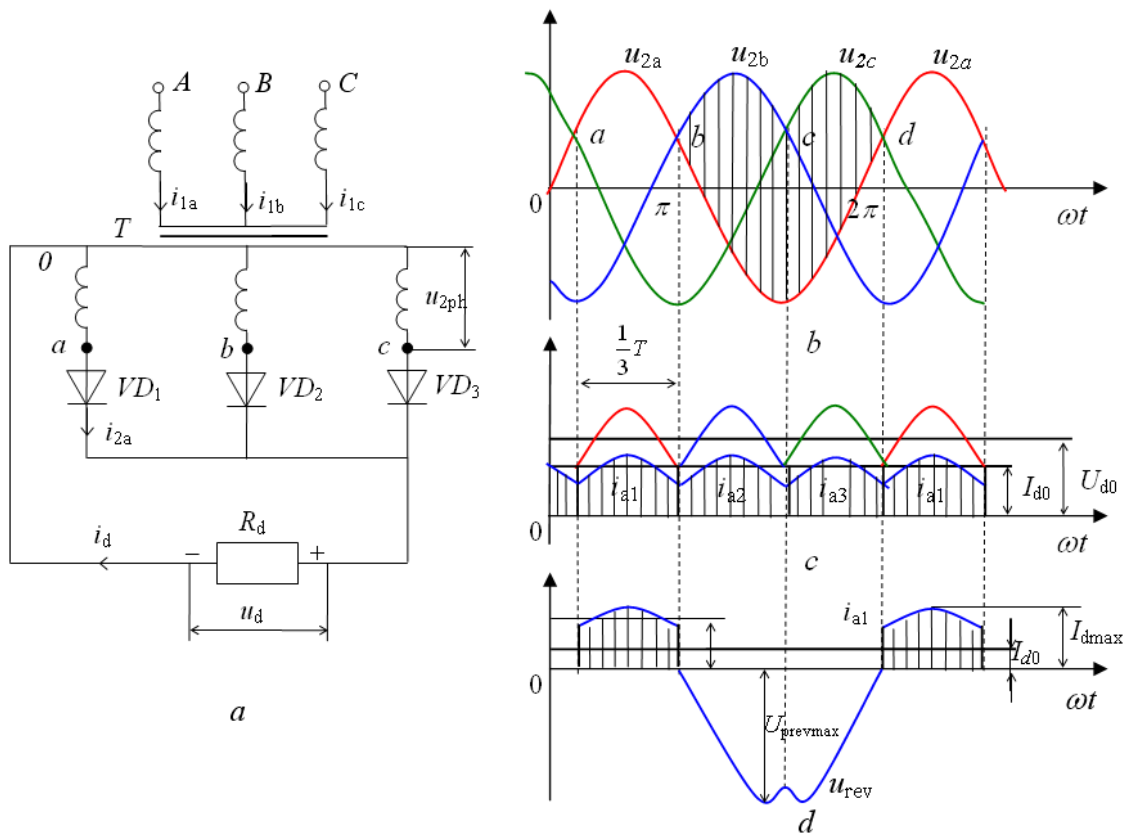 A B C
i1a i1b i1c
T
0
u2ph
a b c
VD1 VD2 VD3
i2a
Rd
id
− +
ud
a
u2a u2b u2c u2a
a b c d
0 π 2π ωt
b
1/3 T
ia1 ia2 ia3 ia1
Id0 Ud0
0 ωt
c
ia1
Idmax
Id0
0 ωt
Uprevmax
urev
d